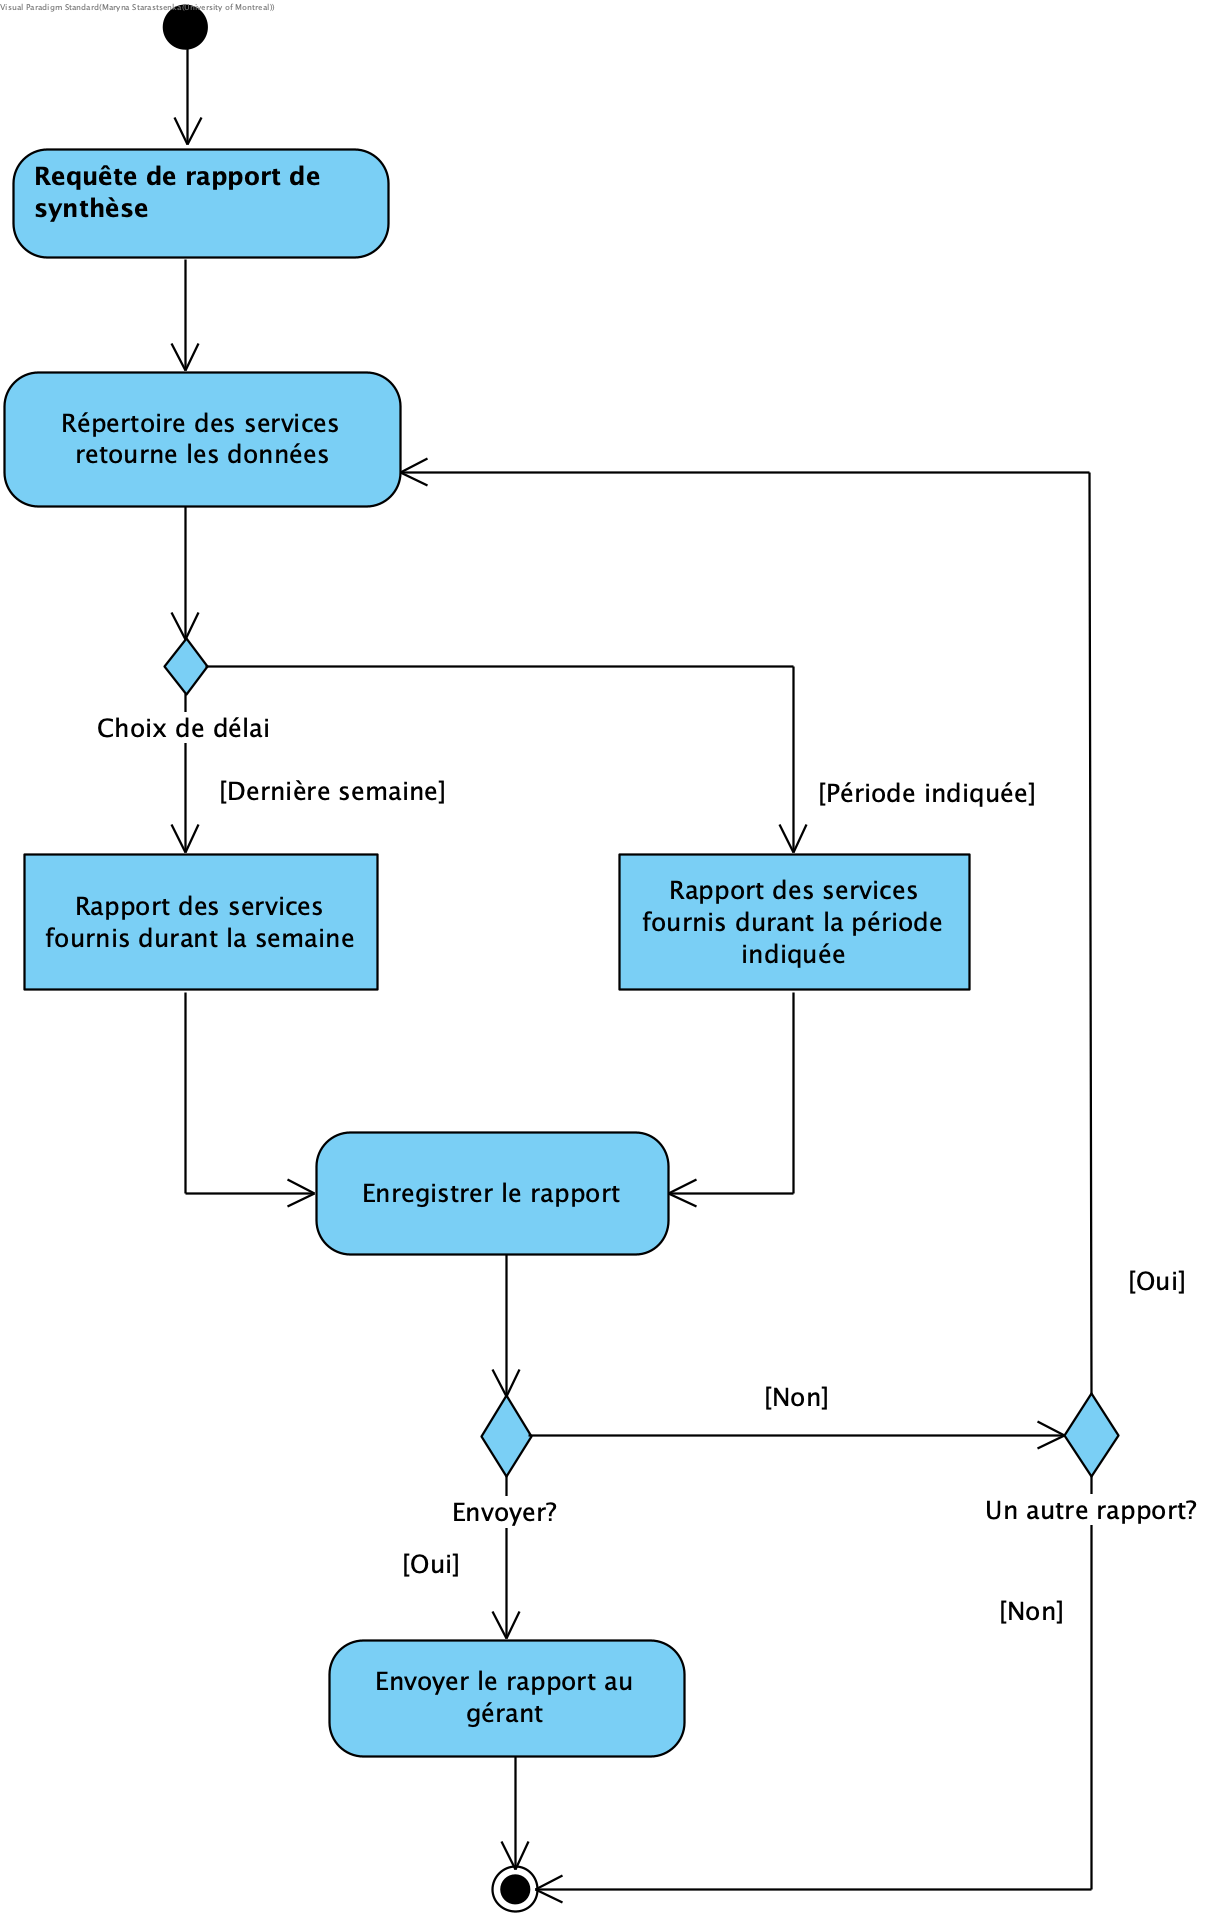 Visual Paradigm Standard(Maryna Starastsenka(University of Montreal))
Requête de rapport de
synthèse
Répertoire des services
retourne les données
Choix de délai
[Dernière semaine]
[Période indiquée]
Rapport des services
fournis durant la semaine
Rapport des services
fournis durant la période
indiquée
Enregistrer le rapport
[Oui]
[Non]
Envoyer?
Un autre rapport?
[Oui]
[Non]
Envoyer le rapport au
gérant